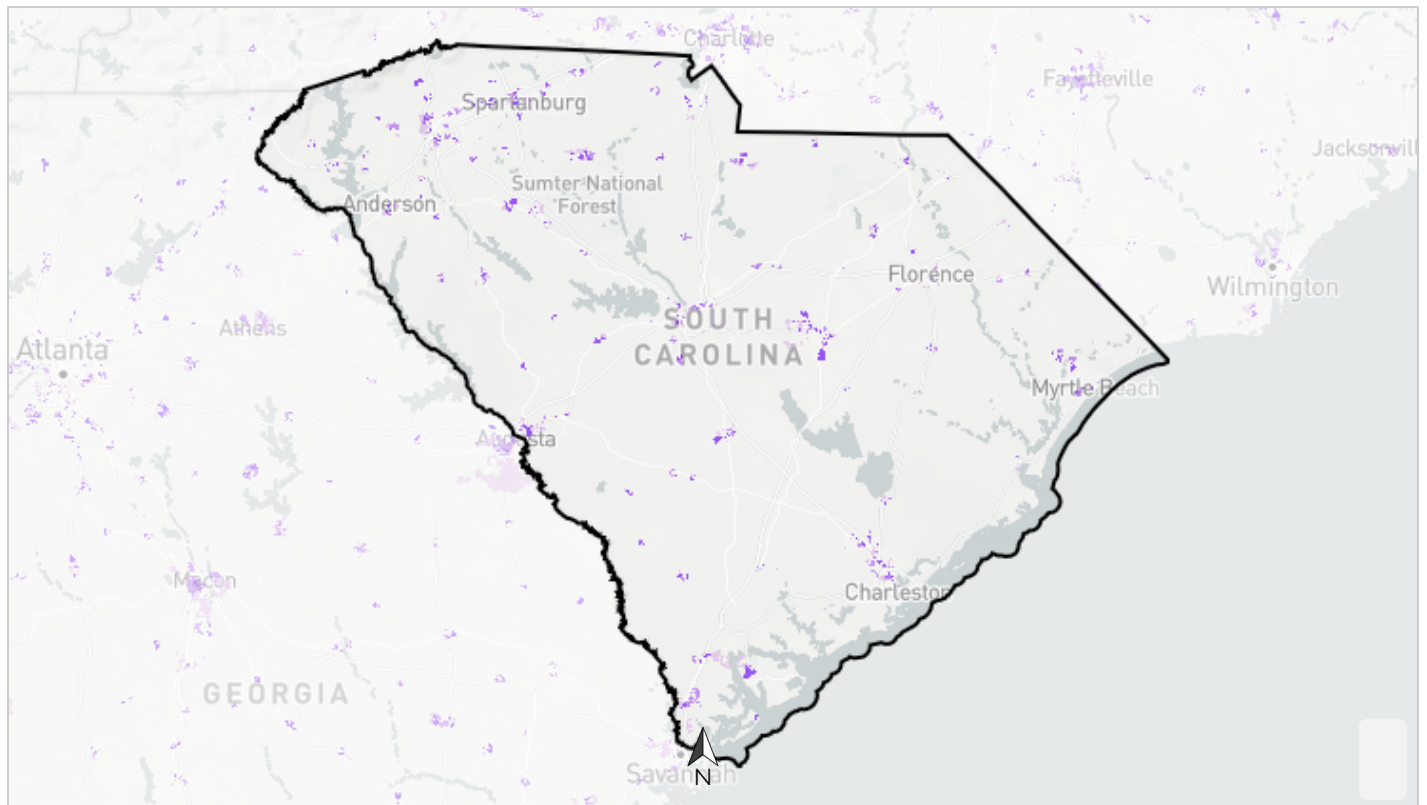 Charlotte
Fayetteville
Spartanburg
Jacksonvill
Sumter National
Forest
Anderson
Florence
Wilmington
SOUTH
CAROLINA
Athens
Atlanta
Myrtle Beach
Augusta
Macon
Charleston
GEORGIA
Savannah
N